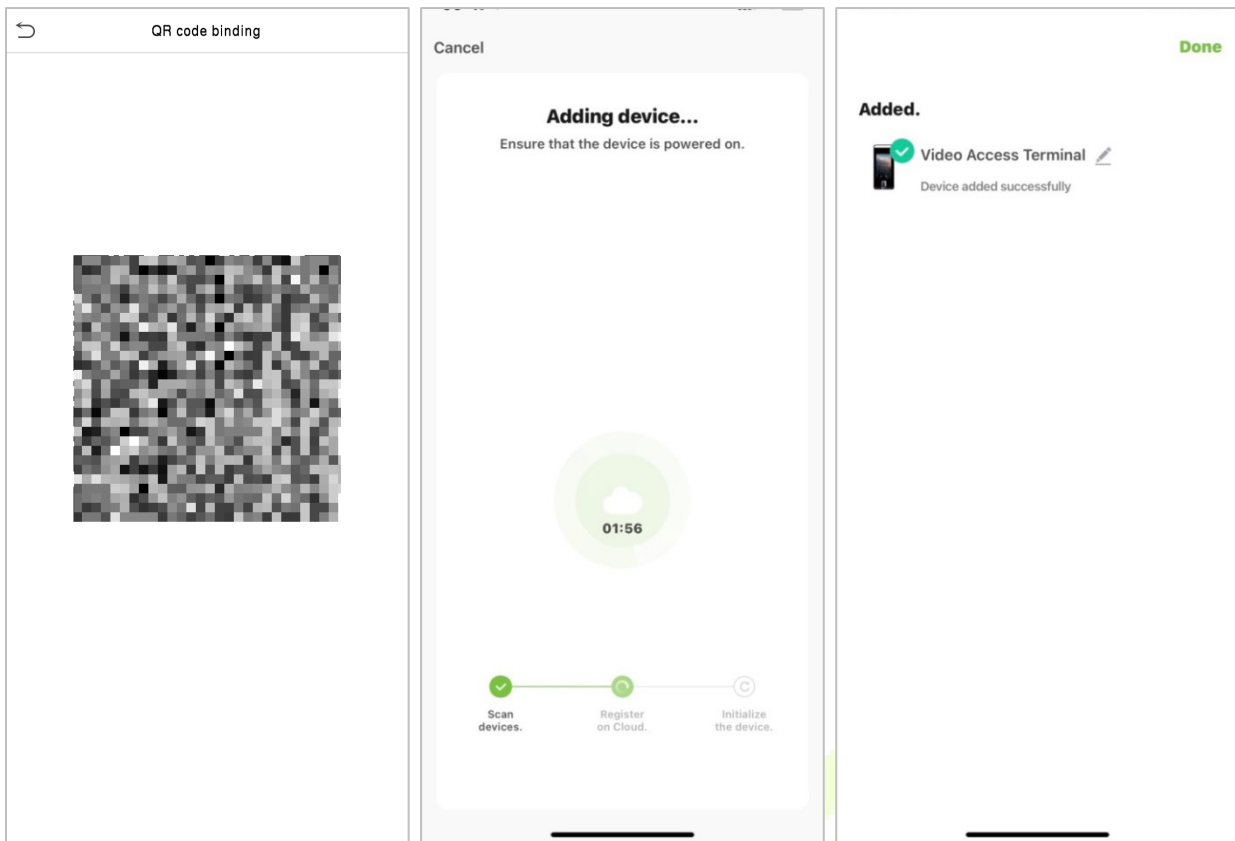 QR code binding
Cancel
Adding device...
Ensure that the device is powered on.
01:56
Scan
devices.
Register
on Cloud.
Initialize
the device.
Done
Added.
Video Access Terminal
Device added successfully